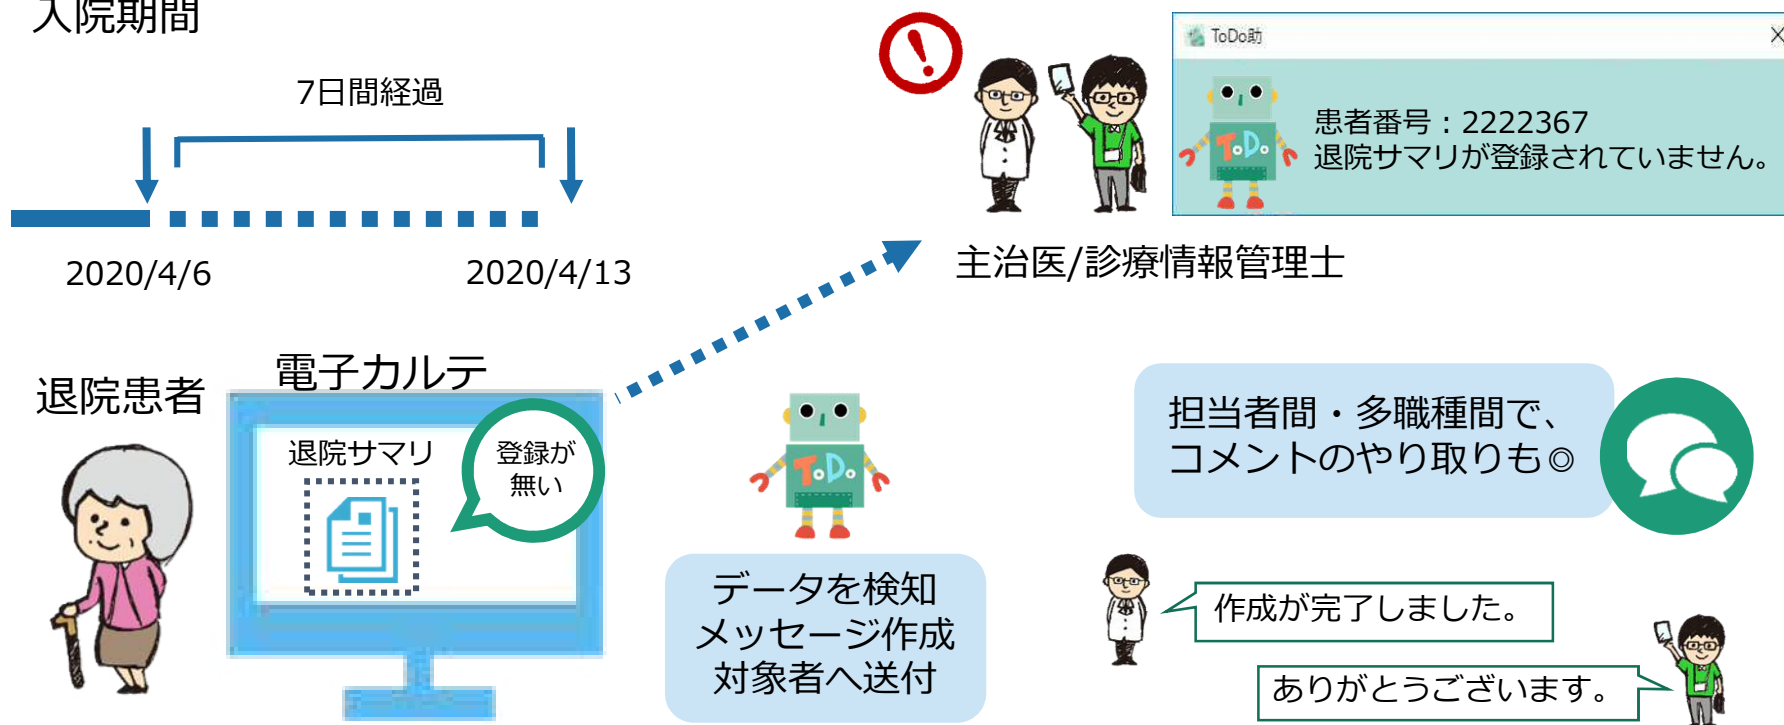 入院期間
7日間経過
2020/4/6
2020/4/13
ToDo助
患者番号：2222367
退院サマリが登録されていません。
ToDo
主治医/診療情報管理士
退院患者
電子カルテ
退院サマリ
登録が
無い
ToDo
データを検知
メッセージ作成
対象者へ送付
担当者間・多職種間で、
コメントのやり取りも◎
作成が完了しました。
ありがとうございます。